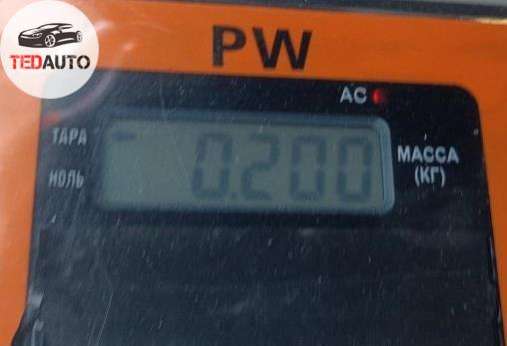 TEDAUTO
PW
AC
ТАРА
0.200
МАССА
НОЛЬ
(КГ)